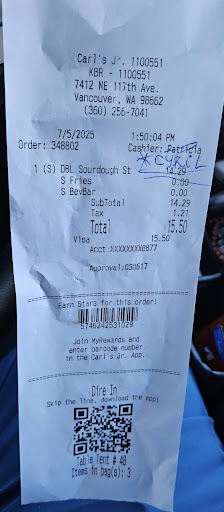 Carl's Jr. 1100551
KBR - 1100551
7412 NE 117th Ave.
Vancouver, WA 98662
(360) 256-7041
7/5/2025 1:50:04 PM
Order: 348802 Cashier: Patricia
*CYRIL
1 (S) DBL Sourdough St 14.29
S Fries 0.00
S BevBar 0.00
SubTotal 14.29
Tax 1.21
Total 15.50
Visa 15.50
Acct:XXXXXXXX8877
Approval:030617
Earn Stars for this order!
5746242531029
Join MyRewards and
enter barcode number
in the Carl's Jr. App.
Dine In
Skip the line, download the app!
Table Tent # 48
Items in bag(s): 3